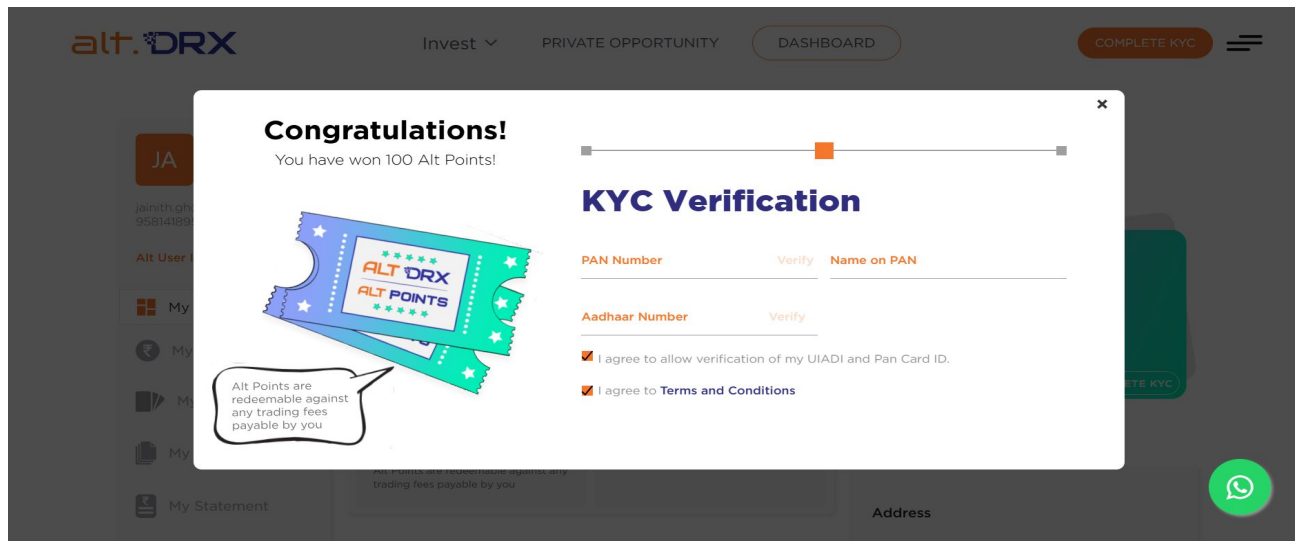 alt.DRX
Invest
PRIVATE OPPORTUNITY
DASHBOARD
COMPLETE KYC
JA
jainith.gh
95814189
Alt User
My
My
My
My
My Statement
Congratulations!
You have won 100 Alt Points!
ALT DRX
ALT POINTS
Alt Points are
redeemable against
any trading fees
payable by you
KYC Verification
PAN Number
Verify
Name on PAN
Aadhaar Number
Verify
I agree to allow verification of my UIADI and Pan Card ID.
I agree to Terms and Conditions
ETE KYC
Alt Points are redeemable against any
trading fees payable by you
Address